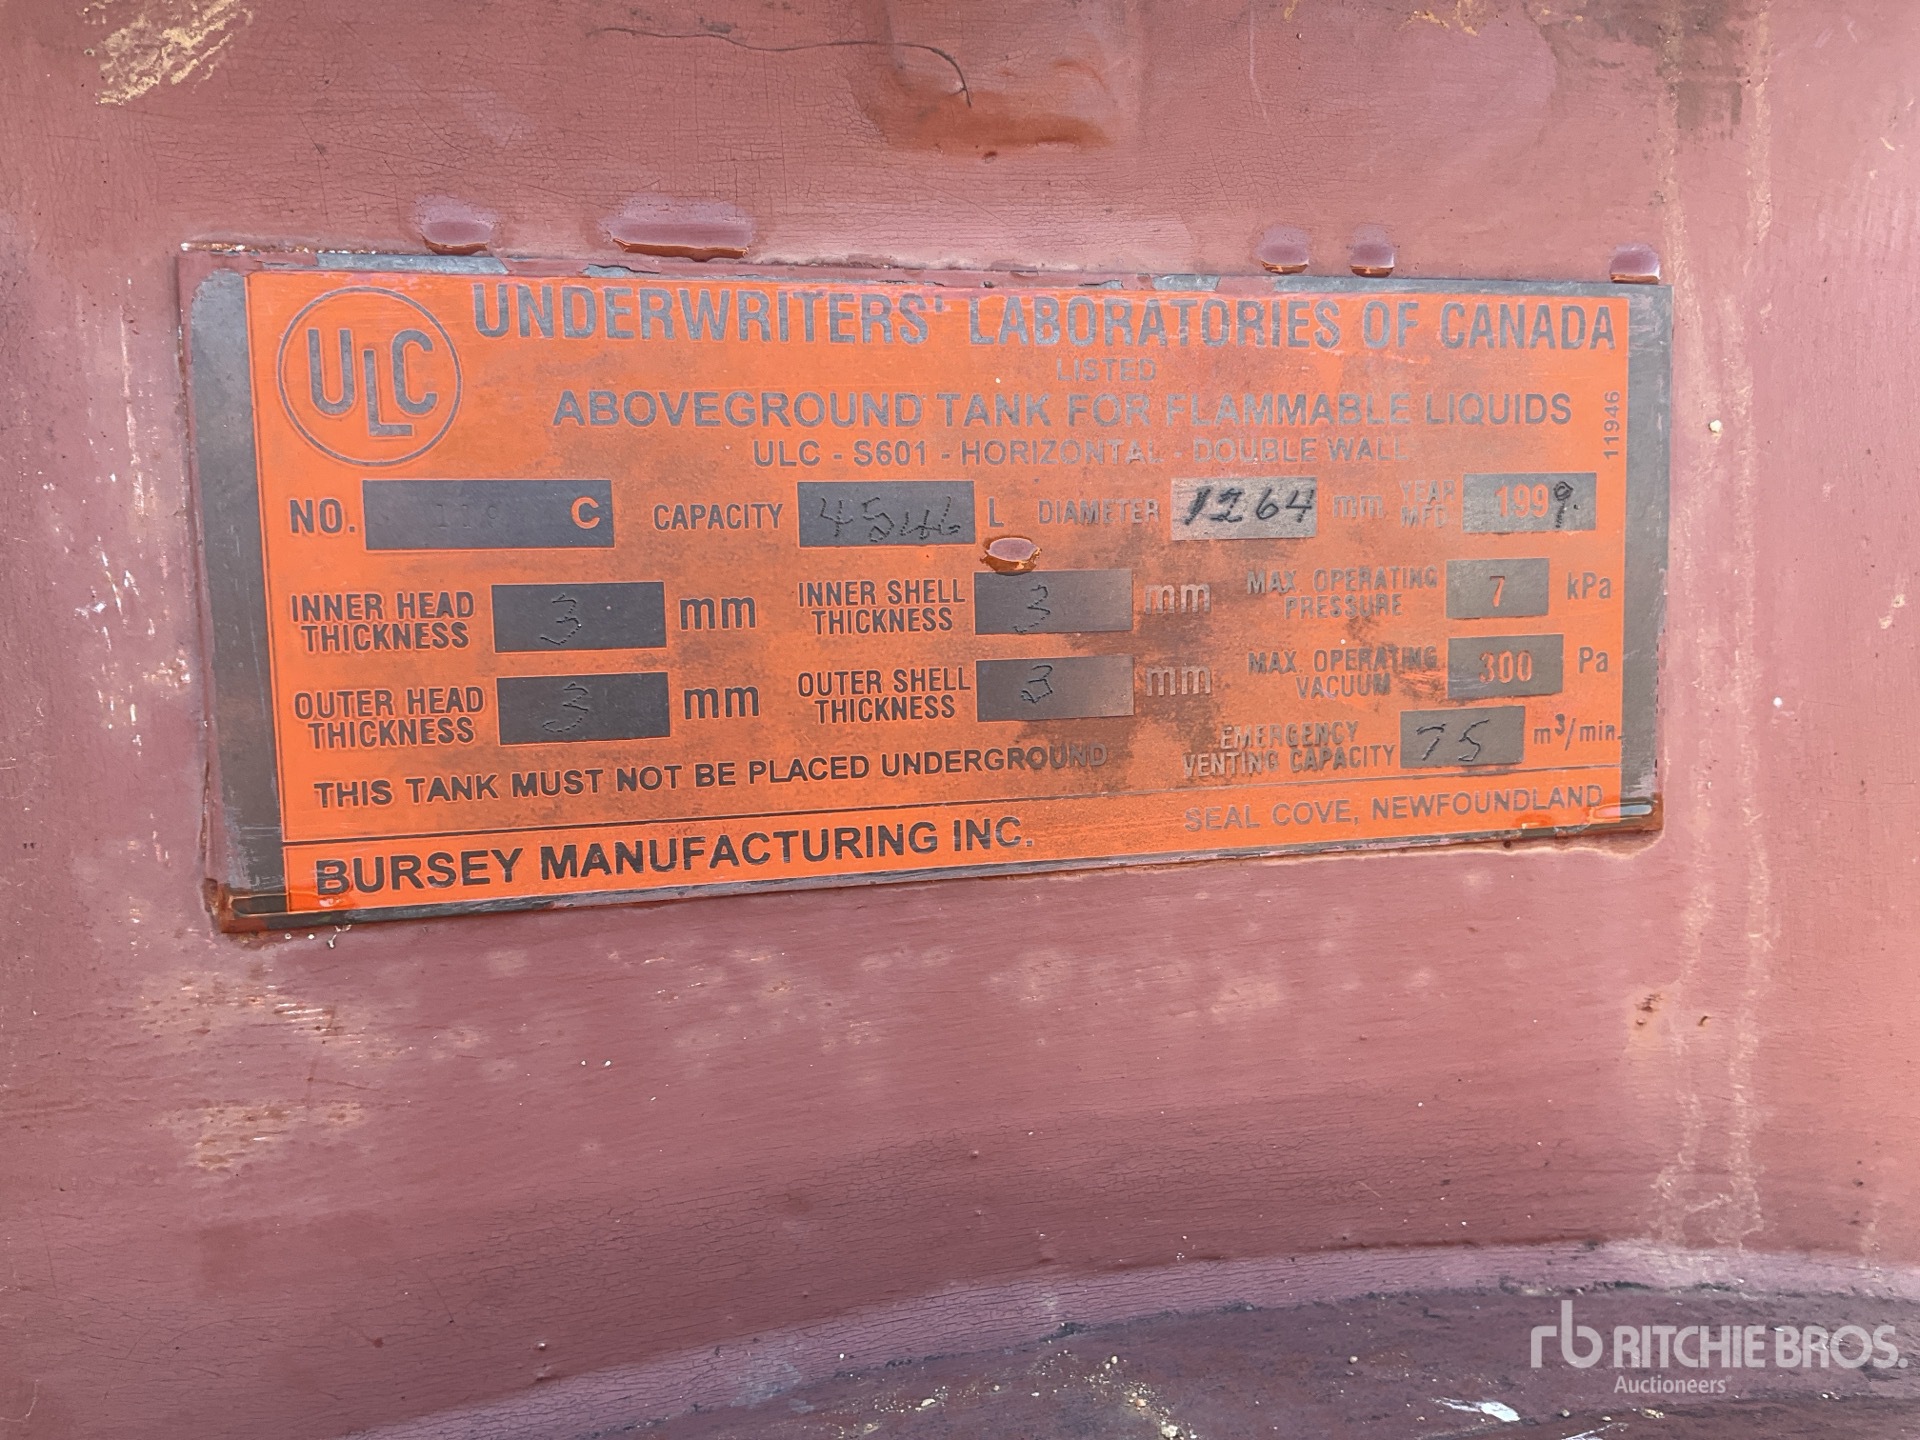 ULC
UNDERWRITERS' LABORATORIES OF CANADA
LISTED
ABOVEGROUND TANK FOR FLAMMABLE LIQUIDS
ULC - S601 - HORIZONTAL - DOUBLE WALL
11946
NO. C CAPACITY 4546 L DIAMETER 1264 mm YEAR MFD 1999.
INNER HEAD THICKNESS 3 mm INNER SHELL THICKNESS 3 mm MAX. OPERATING PRESSURE 7 kPa
OUTER HEAD THICKNESS 3 mm OUTER SHELL THICKNESS 3 mm MAX. OPERATING VACUUM 300 Pa
EMERGENCY VENTING CAPACITY 75 m³/min.
THIS TANK MUST NOT BE PLACED UNDERGROUND
BURSEY MANUFACTURING INC. SEAL COVE, NEWFOUNDLAND
rb RITCHIE BROS.
Auctioneers